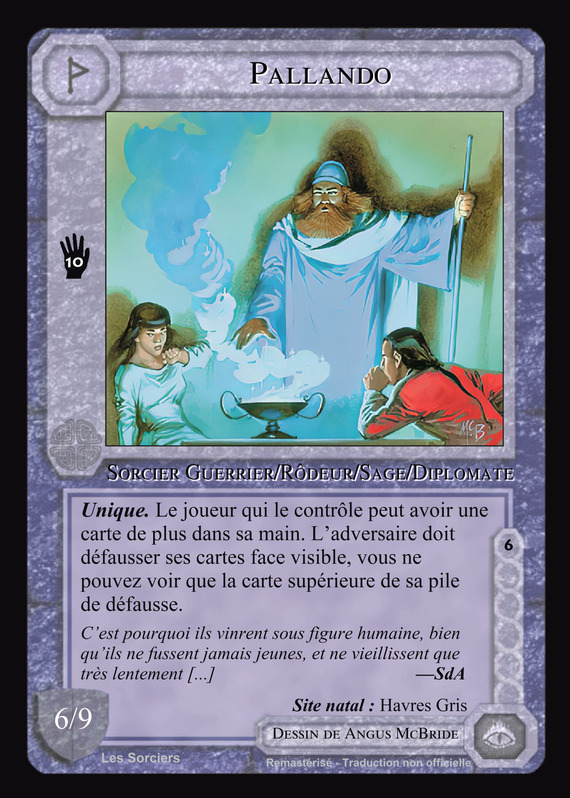 Pallando
10
McB
Sorcier Guerrier/Rôdeur/Sage/Diplomate
Unique. Le joueur qui le contrôle peut avoir une
carte de plus dans sa main. L'adversaire doit
défausser ses cartes face visible, vous ne
pouvez voir que la carte supérieure de sa pile
de défausse.
6
C'est pourquoi ils vinrent sous figure humaine, bien
qu'ils ne fussent jamais jeunes, et ne vieillissent que
très lentement [...] —SdA
Site natal : Havres Gris
6/9
Dessin de Angus McBride
Les Sorciers
Remastérisé - Traduction non officielle